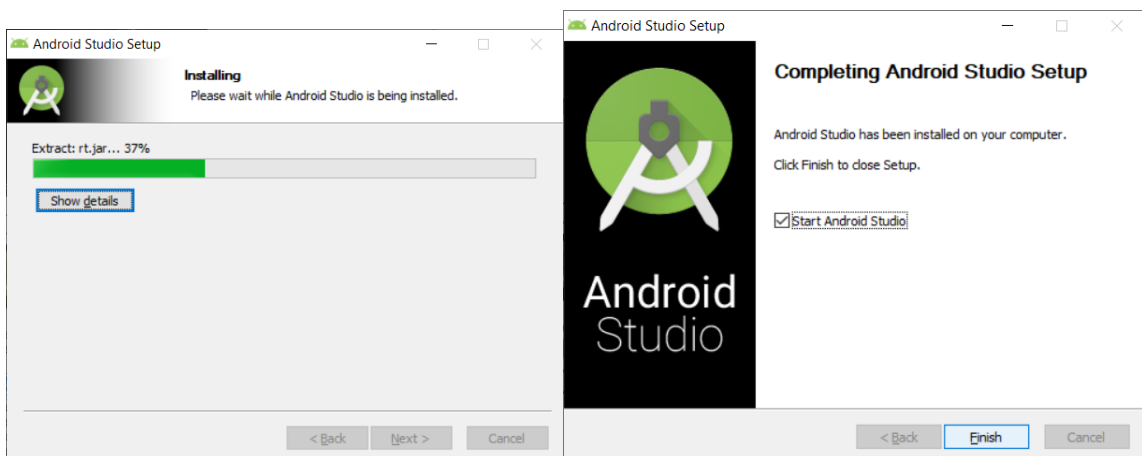 Android Studio Setup
Installing
Please wait while Android Studio is being installed.
Extract: rt.jar... 37%
Show details
< Back
Next >
Cancel
Android Studio Setup
Android
Studio
Completing Android Studio Setup
Android Studio has been installed on your computer.
Click Finish to close Setup.
Start Android Studio
< Back
Finish
Cancel